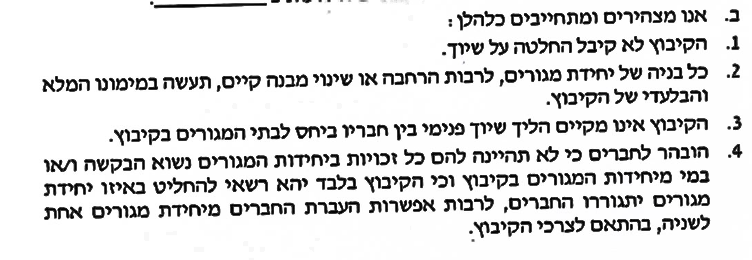 ב. אנו מצהירים ומתחייבים כלהלן:
1. הקיבוץ לא קיבל החלטה על שיוך.
2. כל בניה של יחידת מגורים, לרבות הרחבה או שינוי מבנה קיים, תעשה במימונו המלא
והבלעדי של הקיבוץ.
3. הקיבוץ אינו מקיים הליך שיוך פנימי בין חבריו ביחס לבתי המגורים בקיבוץ.
4. הובהר לחברים כי לא תהיינה להם כל זכויות ביחידות המגורים נשוא הבקשה ו/או
במי מיחידות המגורים בקיבוץ וכי הקיבוץ בלבד יהא רשאי להחליט באיזו יחידת
מגורים יתגוררו החברים, לרבות אפשרות העברת החברים מיחידת מגורים אחת
לשניה, בהתאם לצרכי הקיבוץ.